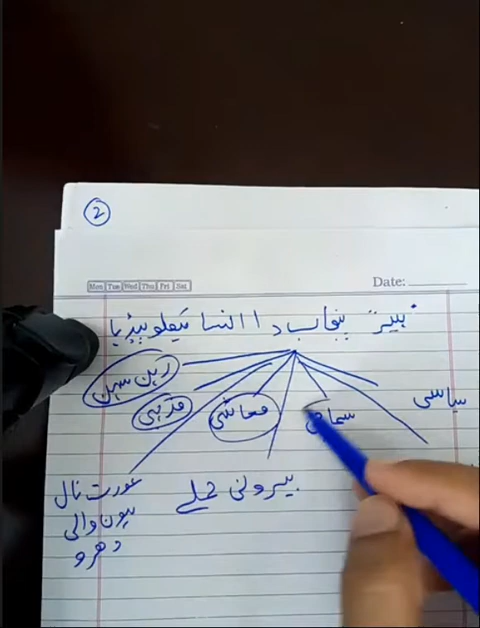 2
Mon Tue Wed Thu Fri Sat
Date:
"ہیر" پنجاب دا انسائیکلوپیڈیا
سیاسی
سماجی
معاشی
مذہبی
رہن سہن
بیرونی حملے
عورت نال
ہون والی
دھرو